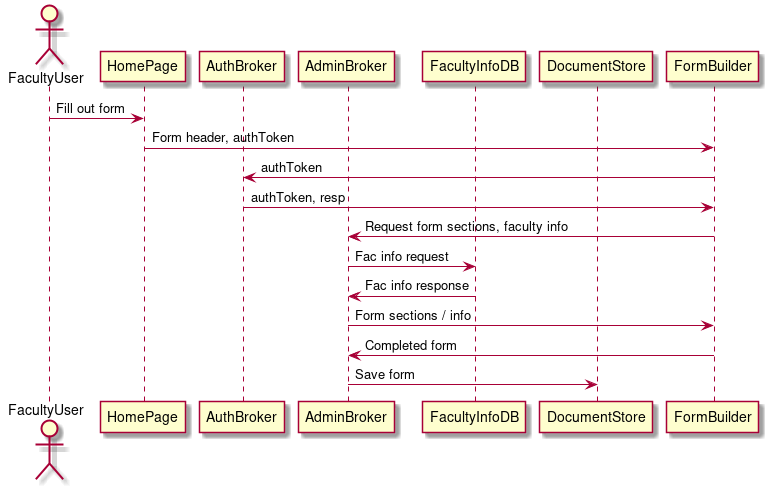 FacultyUser
HomePage
AuthBroker
AdminBroker
FacultyInfoDB
DocumentStore
FormBuilder
Fill out form
Form header, authToken
authToken
authToken, resp
Request form sections, faculty info
Fac info request
Fac info response
Form sections / info
Completed form
Save form
FacultyUser
HomePage
AuthBroker
AdminBroker
FacultyInfoDB
DocumentStore
FormBuilder